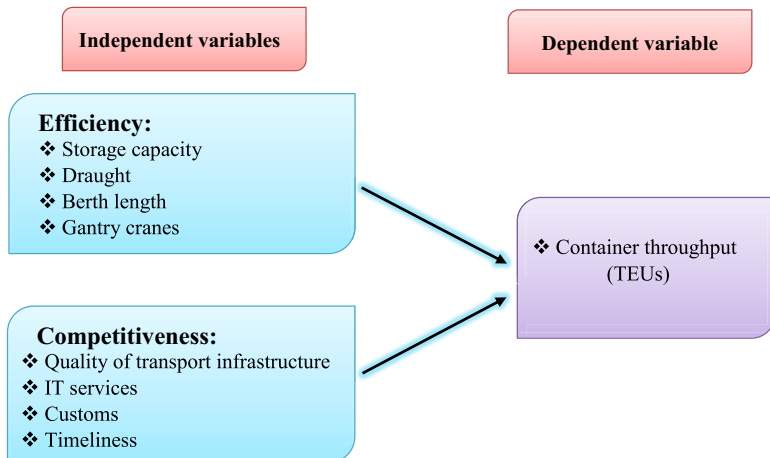 Independent variables
Dependent variable
Efficiency:
❖ Storage capacity
❖ Draught
❖ Berth length
❖ Gantry cranes
❖ Container throughput
(TEUs)
Competitiveness:
❖ Quality of transport infrastructure
❖ IT services
❖ Customs
❖ Timeliness